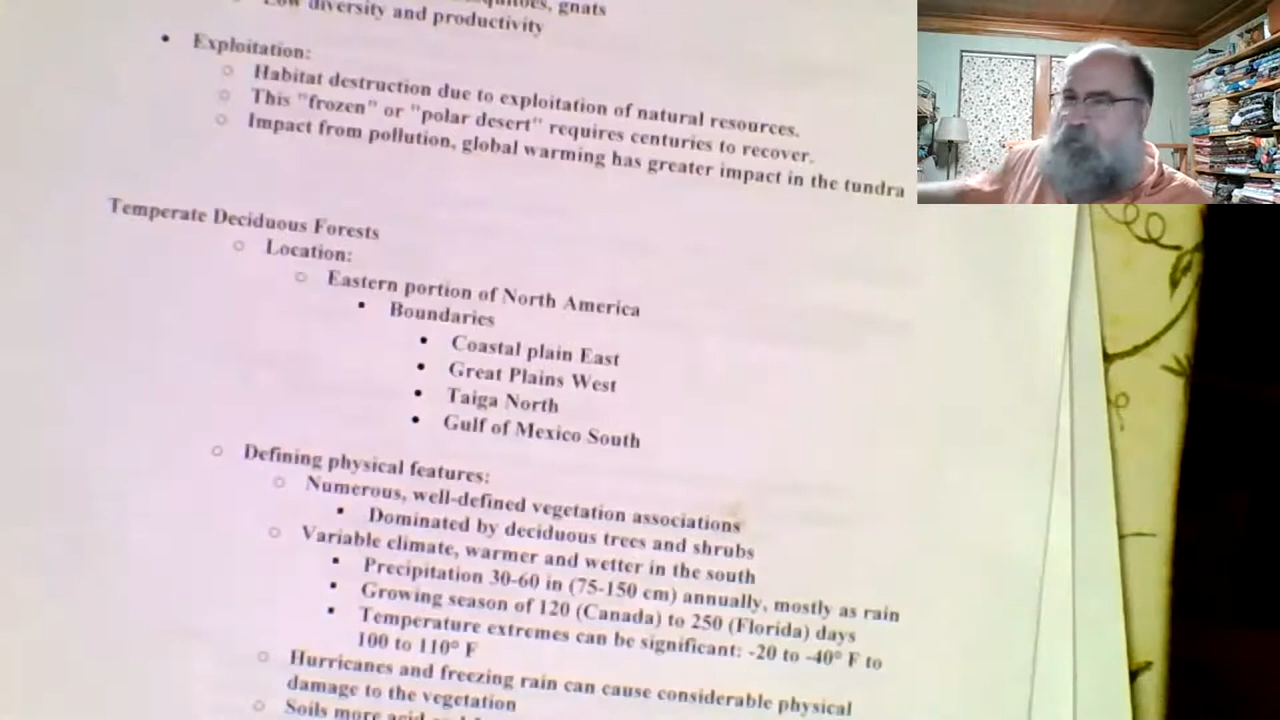 gnats
Low diversity and productivity
• Exploitation:
○ Habitat destruction due to exploitation of natural resources.
○ This "frozen" or "polar desert" requires centuries to recover.
○ Impact from pollution, global warming has greater impact in the tundra
Temperate Deciduous Forests
○ Location:
○ Eastern portion of North America
▪ Boundaries
• Coastal plain East
• Great Plains West
• Taiga North
• Gulf of Mexico South
○ Defining physical features:
○ Numerous, well-defined vegetation associations
▪ Dominated by deciduous trees and shrubs
○ Variable climate, warmer and wetter in the south
▪ Precipitation 30-60 in (75-150 cm) annually, mostly as rain
▪ Growing season of 120 (Canada) to 250 (Florida) days
▪ Temperature extremes can be significant: -20 to -40° F to
100 to 110° F
○ Hurricanes and freezing rain can cause considerable physical
damage to the vegetation
○ Soils more acid